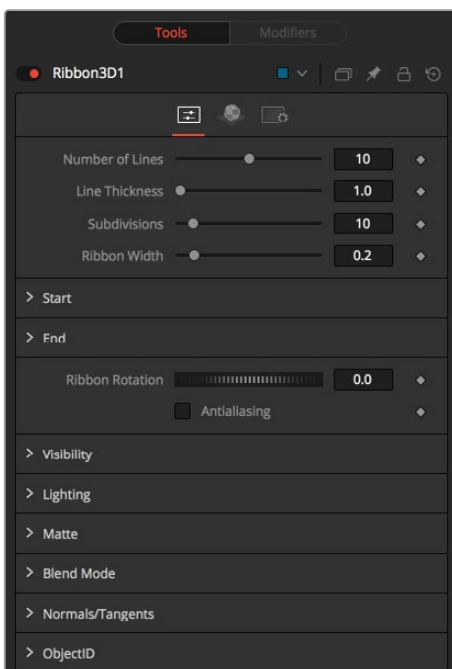 Tools Modifiers
Ribbon3D1
Number of Lines 10
Line Thickness 1.0
Subdivisions 10
Ribbon Width 0.2
> Start
> End
Ribbon Rotation 0.0
Antialiasing
> Visibility
> Lighting
> Matte
> Blend Mode
> Normals/Tangents
> ObjectID